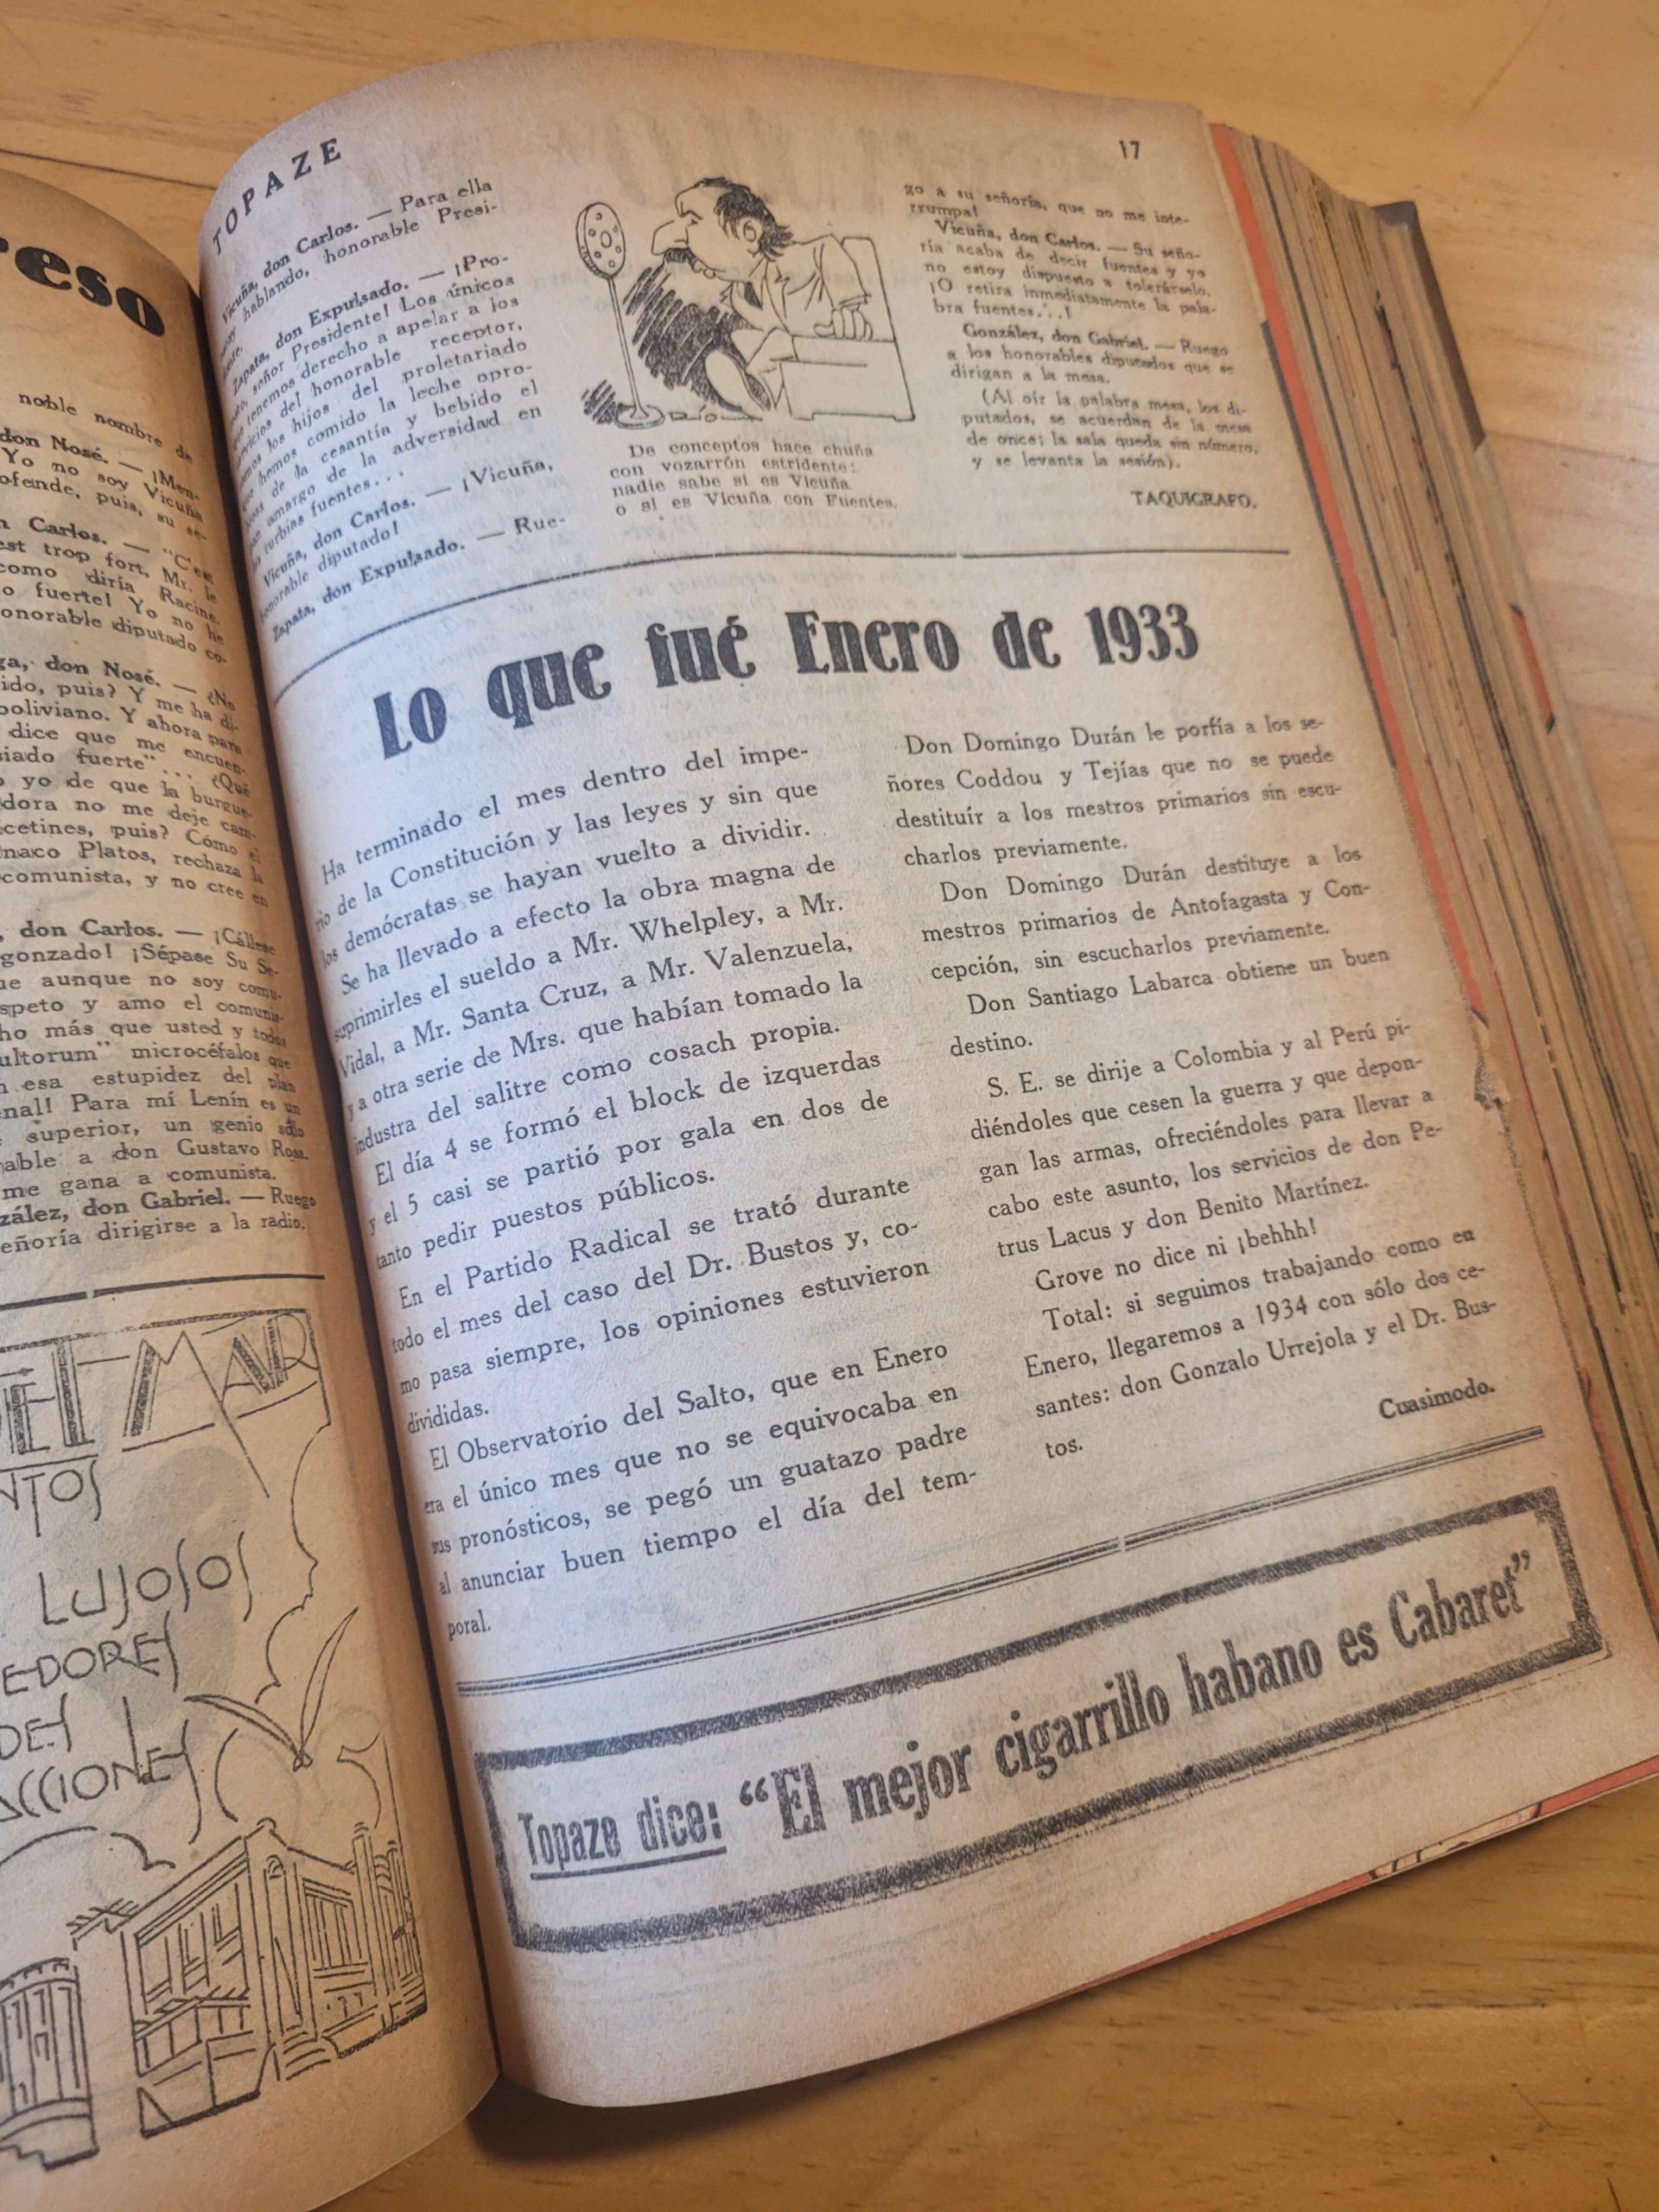 reso
noble nombre de
don Nosé. — ¡Men-
Yo no soy Vicuña
ofeinde, puis, su se-
n Carlos. — "C'est
est trop fort, Mr. le
como diría Racine.
o fuerte! Yo no he
onorable diputado co-
ga, don Nosé. — ¿No
ido, puis? Y me ha di-
boliviano. Y ahora para
dice que me encuen-
siado fuerte"... ¿Qué
o yo de que la burgue-
dora no me deje cam-
cetines, puis? Cómo el
naco Platos, rechaza la
comunista, y no cree en
, don Carlos. — ¡Cállese
gonzado! ¡Sépase Su Se-
ue aunque no soy comu-
speto y amo el comunis-
ho más que usted y todos
ultorum" microcéfalos que
n esa estupidez del plan
enal! Para mí Lenín es un
e superior, un genio sólo
nable a don Gustavo Ross.
me gana a comunista.
zález, don Gabriel. — Ruego
eñoría dirigirse a la radio.
DEL MAR
NTOS
LUJOSOS
EDORES
DES
ACCIONES
TOPAZE
17
Vicuña, don Carlos. — Para ella
hablando, honorable Presi-
dente.
Zapata, don Expulsado. — ¡Pro-
señor Presidente! Los únicos
que tenemos derecho a apelar a los
servicios del honorable receptor,
somos los hijos del proletariado
que hemos comido la leche opro-
de la cesantía y bebido el
pan amargo de la adversidad en
turbias fuentes...
Vicuña, don Carlos. — ¡Vicuña,
honorable diputado!
Zapata, don Expulsado. — Rue-
De conceptos hace chuña
con vozarrón estridente:
nadie sabe si es Vicuña
o si es Vicuña con Fuentes.
go a su señoría, que no me inte-
rrumpa!
Vicuña, don Carlos. — Su seño-
ría acaba de decir fuentes y yo
no estoy dispuesto a tolerárselo.
¡O retira inmediatamente la pala-
bra fuentes...!
González, don Gabriel. — Ruego
a los honorables diputados que se
dirigan a la mesa.
(Al oír la palabra mesa, los di-
putados, se acuerdan de la mesa
de once; la sala queda sin número,
y se levanta la sesión).
TAQUIGRAFO.
Lo que fué Enero de 1933
Ha terminado el mes dentro del impe-
rio de la Constitución y las leyes y sin que
los demócratas se hayan vuelto a dividir.
Se ha llevado a efecto la obra magna de
suprimirles el sueldo a Mr. Whelpley, a Mr.
Vidal, a Mr. Santa Cruz, a Mr. Valenzuela,
y a otra serie de Mrs. que habían tomado la
industra del salitre como cosach propia.
El día 4 se formó el block de izquerdas
y el 5 casi se partió por gala en dos de
tanto pedir puestos públicos.
En el Partido Radical se trató durante
todo el mes del caso del Dr. Bustos y, co-
mo pasa siempre, los opiniones estuvieron
divididas.
El Observatorio del Salto, que en Enero
era el único mes que no se equivocaba en
sus pronósticos, se pegó un guatazo padre
al anunciar buen tiempo el día del tem-
poral.
Don Domingo Durán le porfía a los se-
ñores Coddou y Tejías que no se puede
destituír a los mestros primarios sin escu-
charlos previamente.
Don Domingo Durán destituye a los
mestros primarios de Antofagasta y Con-
cepción, sin escucharlos previamente.
Don Santiago Labarca obtiene un buen
destino.
S. E. se dirije a Colombia y al Perú pi-
diéndoles que cesen la guerra y que depon-
gan las armas, ofreciéndoles para llevar a
cabo este asunto, los servicios de don Pe-
trus Lacus y don Benito Martínez.
Grove no dice ni ¡behhh!
Total: si seguimos trabajando como en
Enero, llegaremos a 1934 con sólo dos ce-
santes: don Gonzalo Urrejola y el Dr. Bus-
tos.
Cuasimodo.
Topaze dice: "El mejor cigarrillo habano es Cabaret"